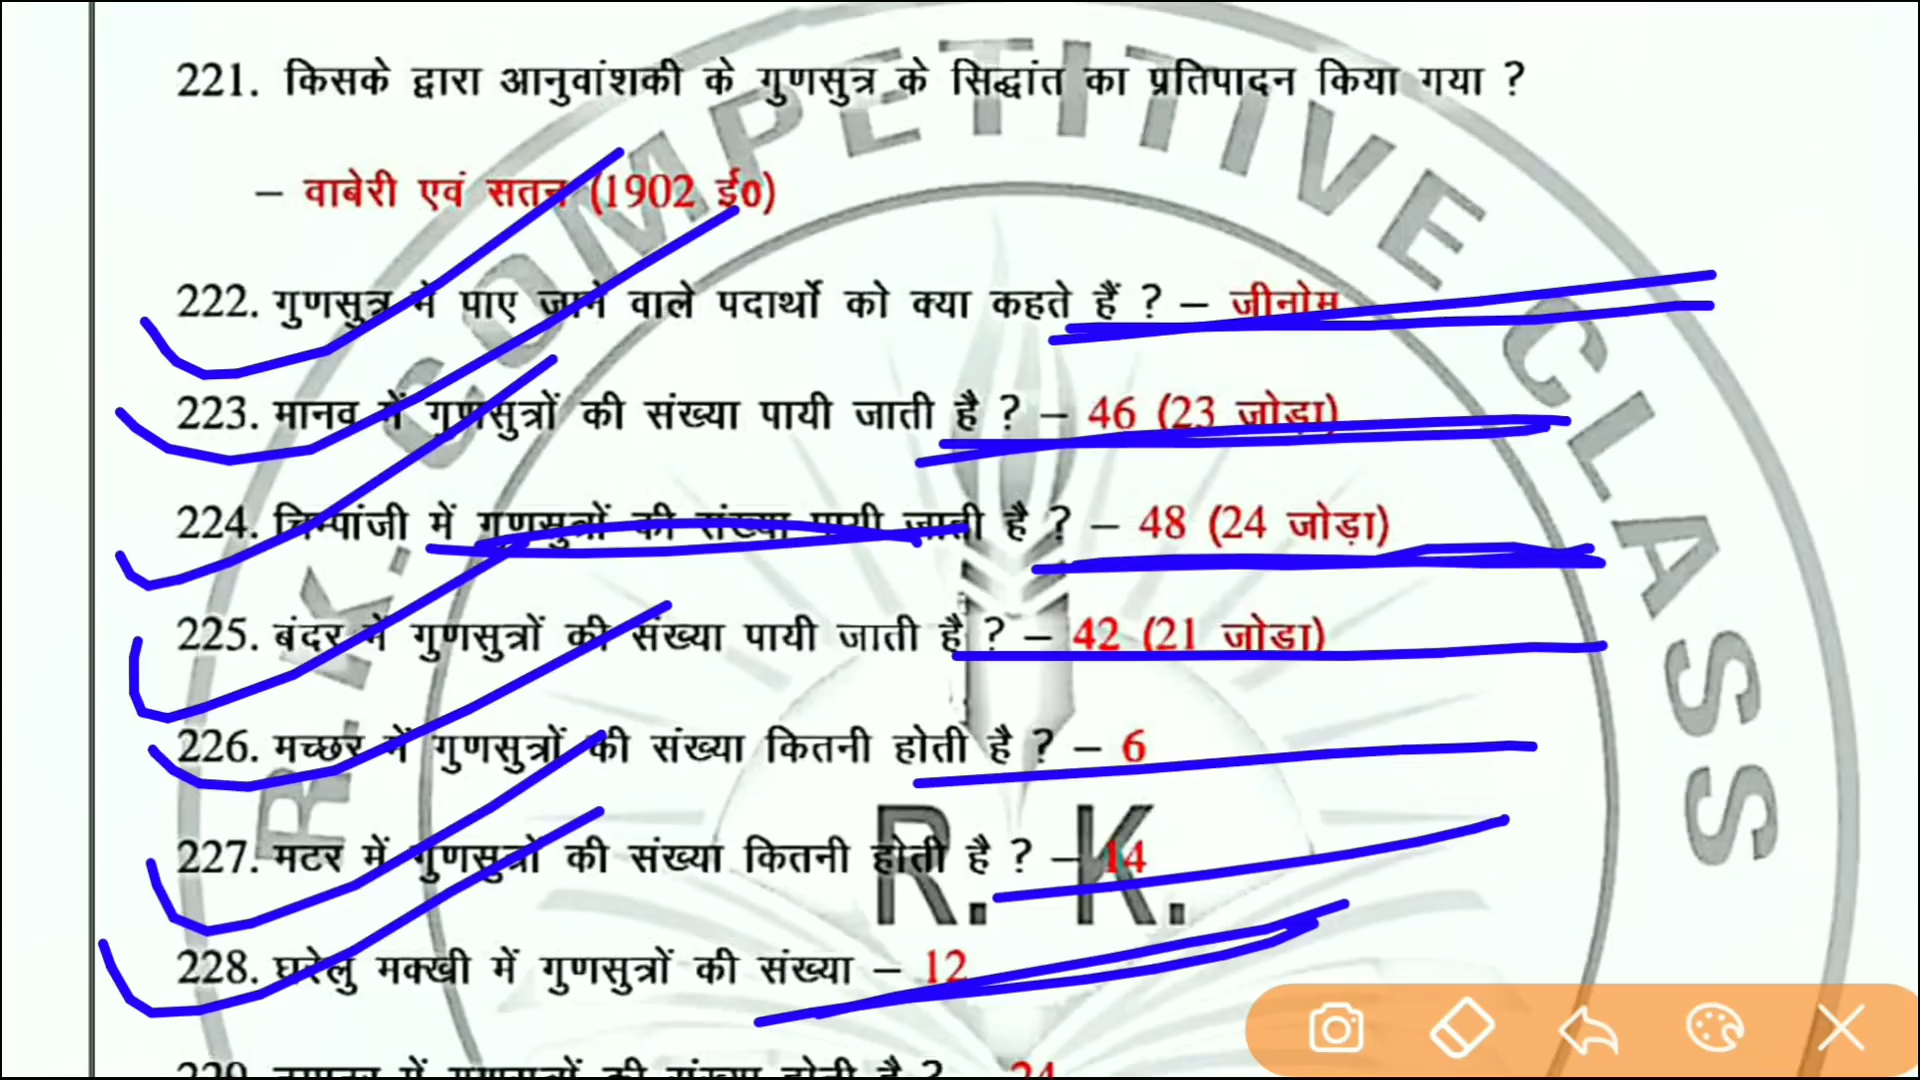 221. किसके द्वारा आनुवांशकी के गुणसुत्र के सिद्धांत का प्रतिपादन किया गया ?
– वाबेरी एवं सतन (1902 ई०)
222. गुणसुत्र में पाए जाने वाले पदार्थो को क्या कहते हैं ? – जीनोम
223. मानव में गुणसुत्रों की संख्या पायी जाती है ? – 46 (23 जोड़ा)
224. चिम्पांजी में गुणसुत्रों की संख्या पायी जाती है ? – 48 (24 जोड़ा)
225. बंदर में गुणसुत्रों की संख्या पायी जाती है ? – 42 (21 जोडा)
226. मच्छर में गुणसुत्रों की संख्या कितनी होती है ? – 6
227. मटर में गुणसुत्रो की संख्या कितनी होती है ? – 14
228. घरेलु मक्खी में गुणसुत्रों की संख्या – 12
R.K. COMPETITIVE CLASS
R. K.